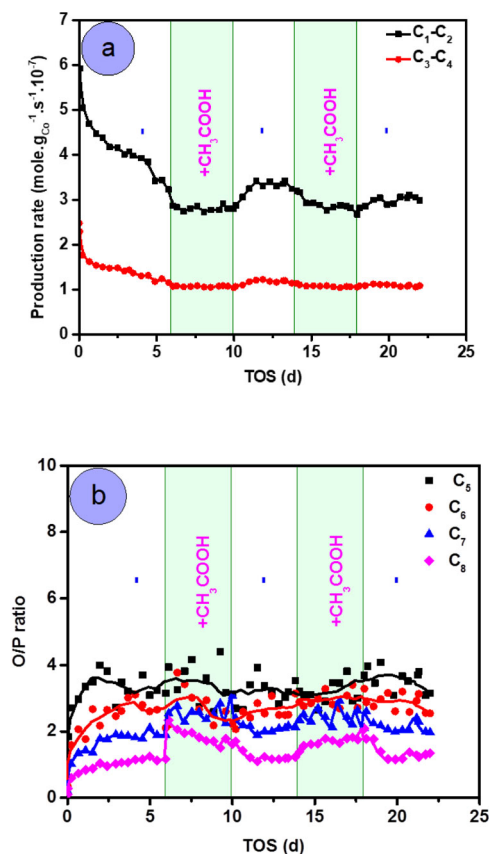 a
C₁-C₂
C₃-C₄
+CH₃COOH
+CH₃COOH
Production rate (mole.g_Co⁻¹.s⁻¹.10⁻⁷)
7
6
5
4
3
2
1
0
0 5 10 15 20 25
TOS (d)
b
C₅
C₆
C₇
C₈
+CH₃COOH
+CH₃COOH
O/P ratio
10
8
6
4
2
0
0 5 10 15 20 25
TOS (d)